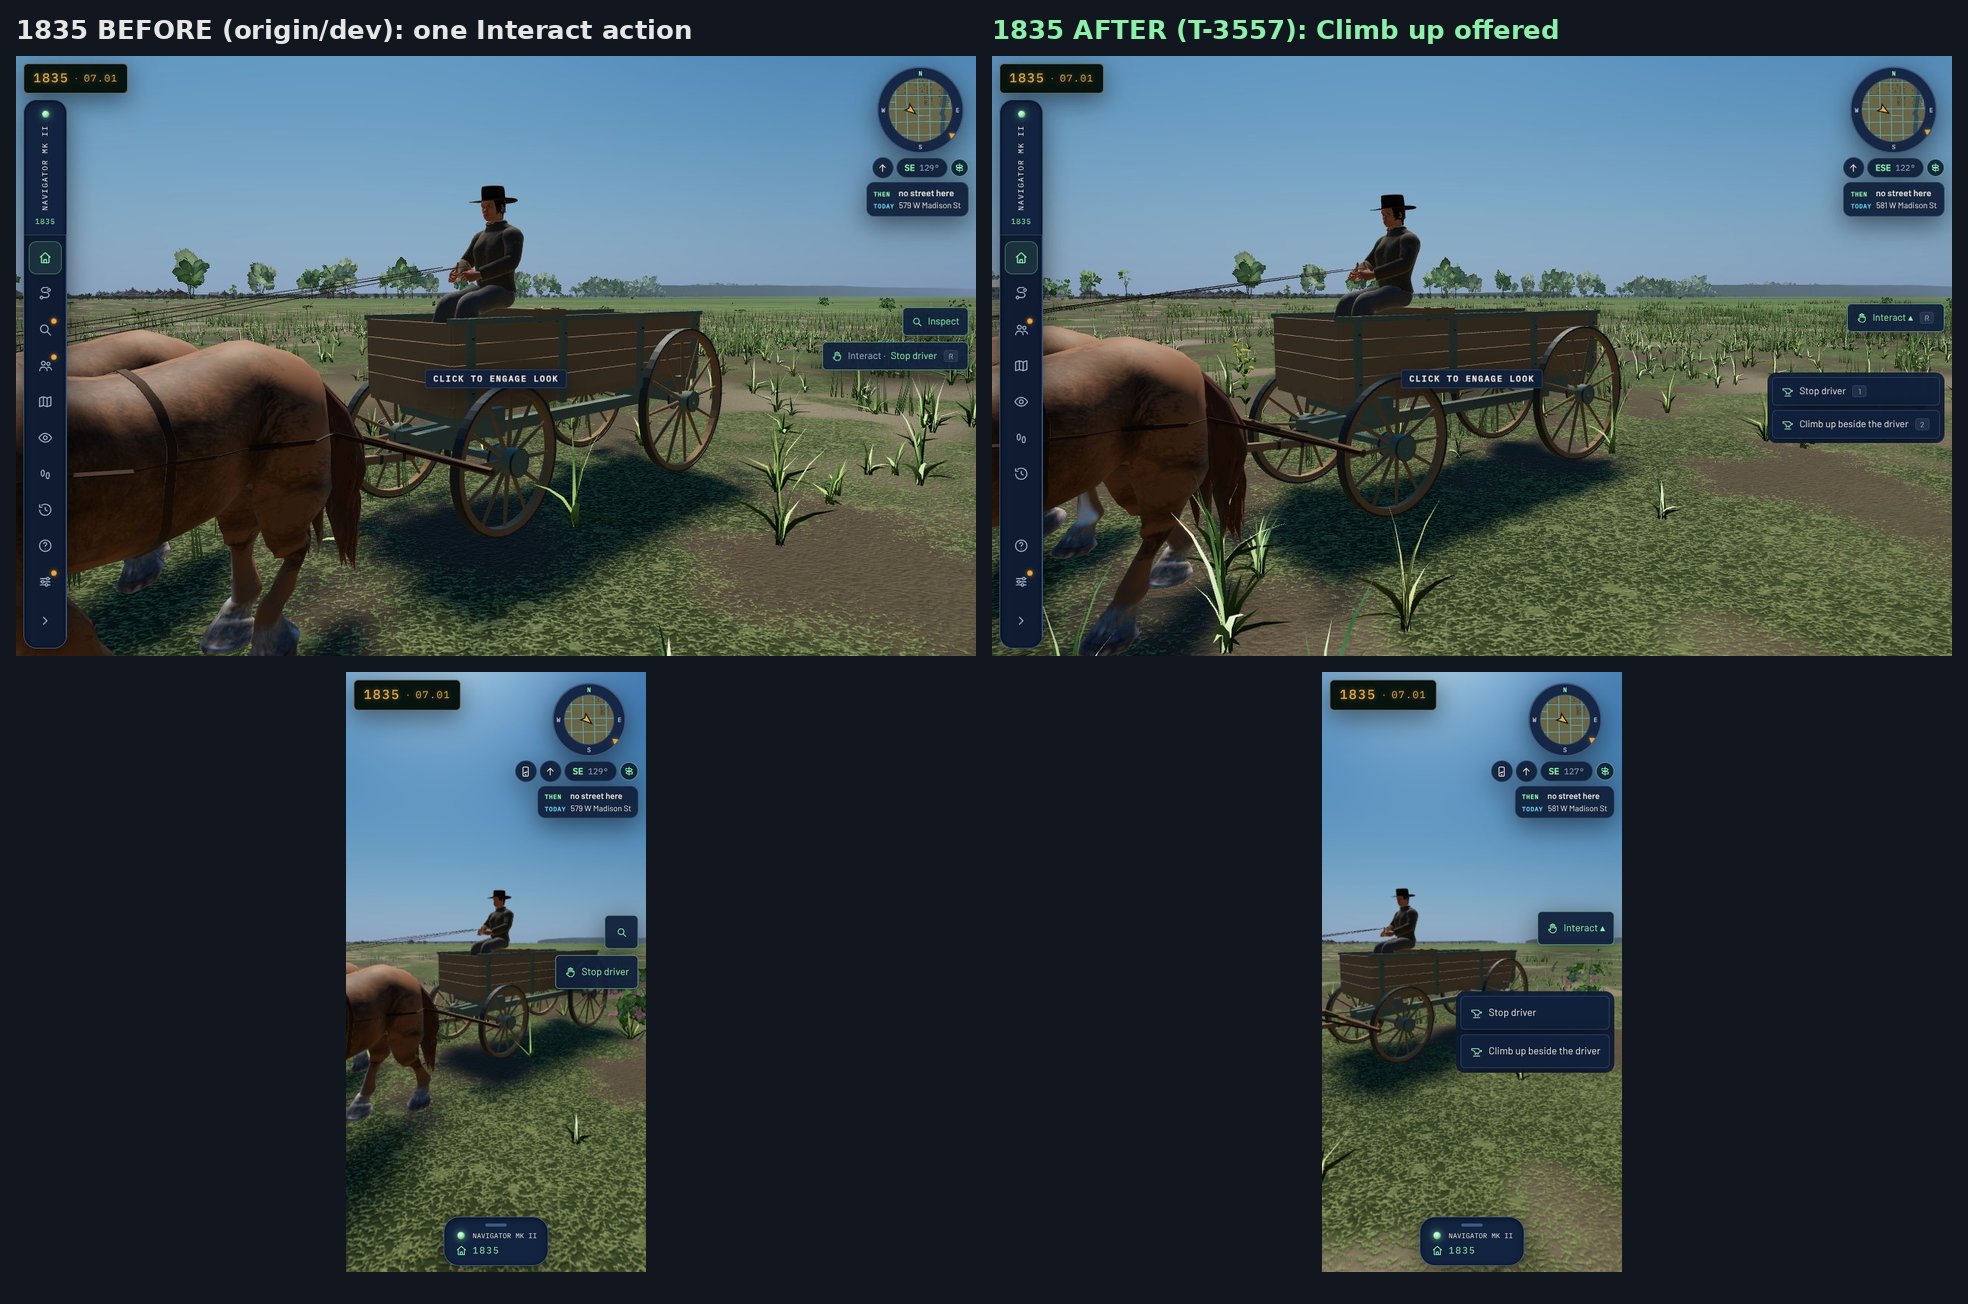 1835 BEFORE (origin/dev): one Interact action
1835 · 07.01
NAVIGATOR MK II
1835
N
W
E
S
SE 129°
THEN no street here
TODAY 579 W Madison St
Inspect
Interact · Stop driver R
CLICK TO ENGAGE LOOK
1835 AFTER (T-3557): Climb up offered
1835 · 07.01
NAVIGATOR MK II
1835
N
W
E
S
ESE 122°
THEN no street here
TODAY 581 W Madison St
Interact ▴ R
CLICK TO ENGAGE LOOK
Stop driver 1
Climb up beside the driver 2
1835 · 07.01
N
W
E
S
SE 129°
THEN no street here
TODAY 579 W Madison St
Stop driver
NAVIGATOR MK II
1835
1835 · 07.01
N
W
E
S
SE 127°
THEN no street here
TODAY 581 W Madison St
Interact ▴
Stop driver
Climb up beside the driver
NAVIGATOR MK II
1835